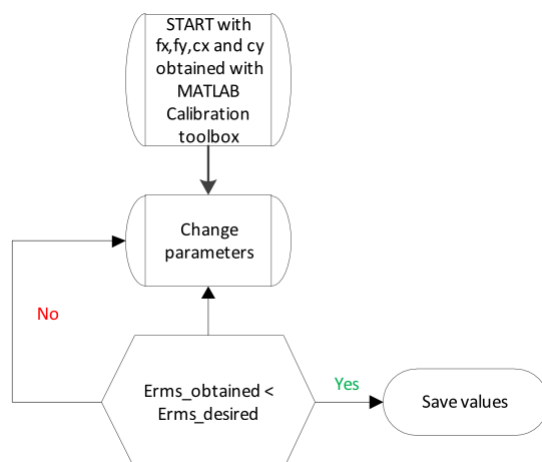 START with
fx,fy,cx and cy
obtained with
MATLAB
Calibration
toolbox
Change
parameters
No
Erms_obtained <
Erms_desired
Yes
Save values